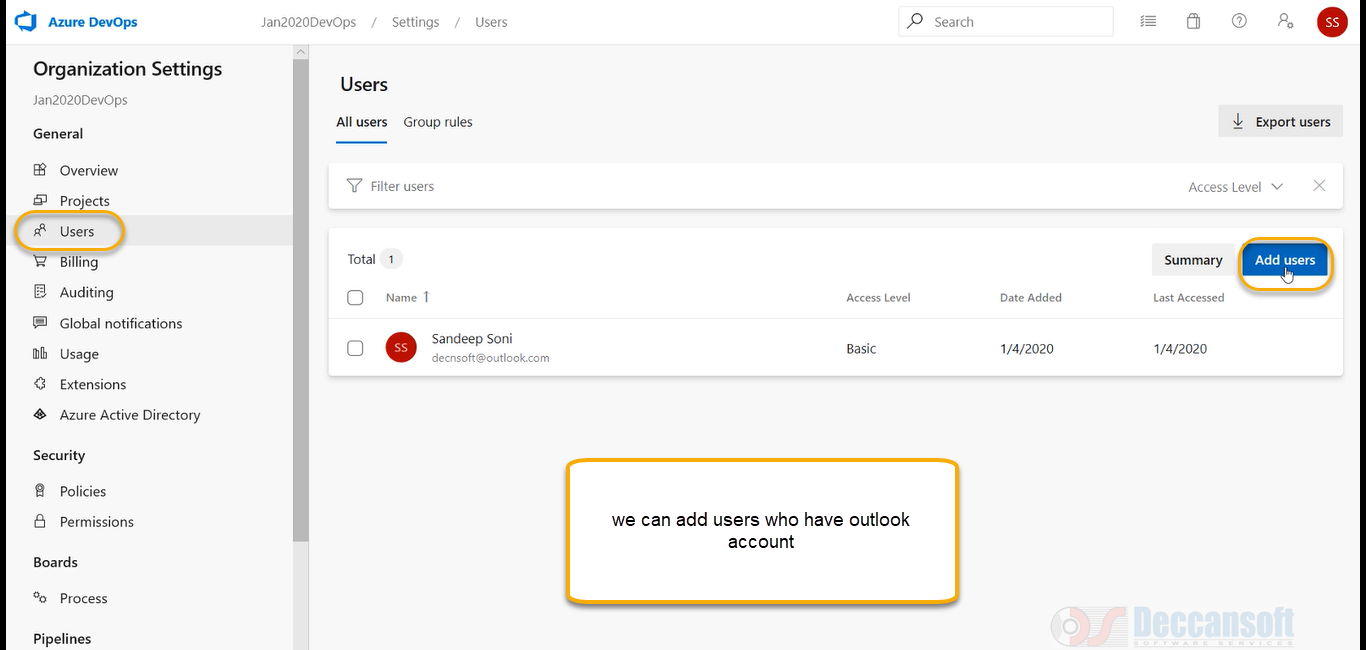 Azure DevOps
Jan2020DevOps / Settings / Users
Search
SS
Organization Settings
Jan2020DevOps
General
Overview
Projects
Users
Billing
Auditing
Global notifications
Usage
Extensions
Azure Active Directory
Security
Policies
Permissions
Boards
Process
Pipelines
Users
All users Group rules
Export users
Filter users
Access Level
Total 1
Summary
Add users
Name ↑ Access Level Date Added Last Accessed
SS
Sandeep Soni
decnsoft@outlook.com
Basic 1/4/2020 1/4/2020
we can add users who have outlook
account
Deccansoft
SOFTWARE SERVICES